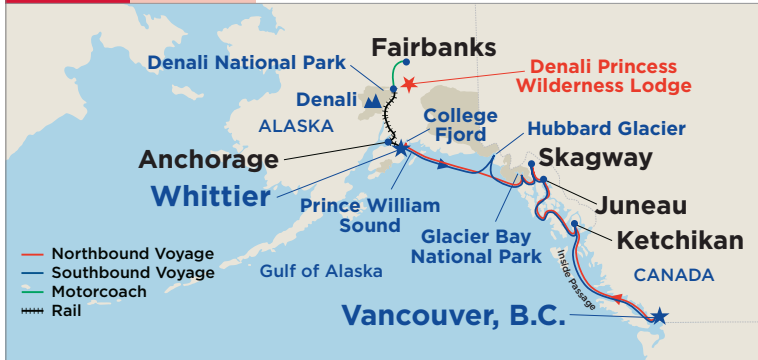 Fairbanks
Denali National Park
Denali Princess
Wilderness Lodge
Denali
College
Fjord
Hubbard Glacier
ALASKA
Anchorage
Skagway
Whittier
Prince William
Sound
Juneau
Glacier Bay
National Park
Ketchikan
Northbound Voyage
Southbound Voyage
Motorcoach
Rail
Gulf of Alaska
Inside Passage
CANADA
Vancouver, B.C.